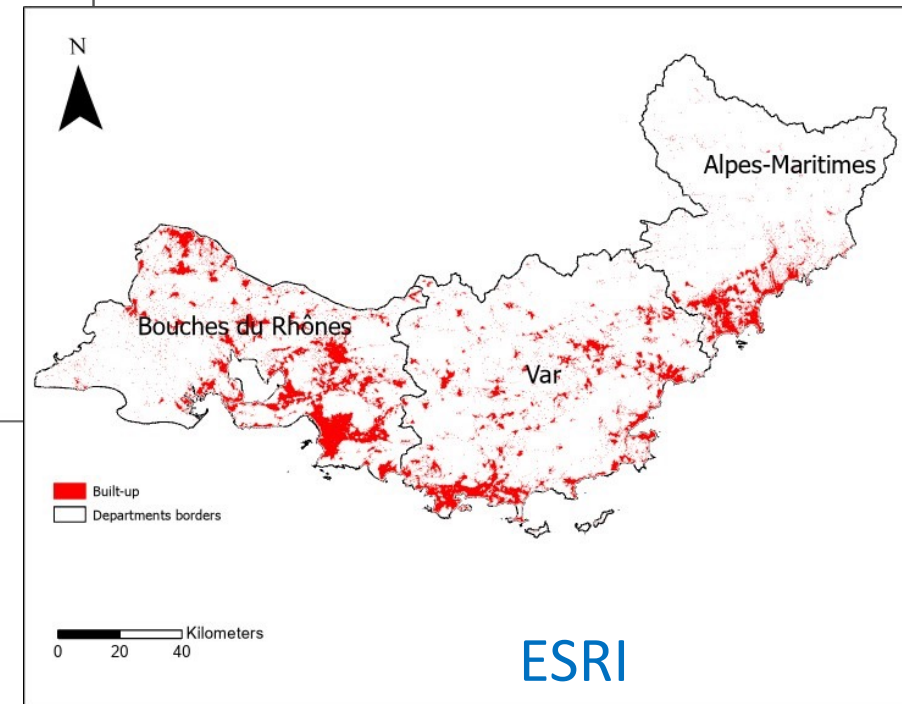 N
Alpes-Maritimes
Bouches du Rhônes
Var
Built-up
Departments borders
Kilometers
0 20 40
ESRI